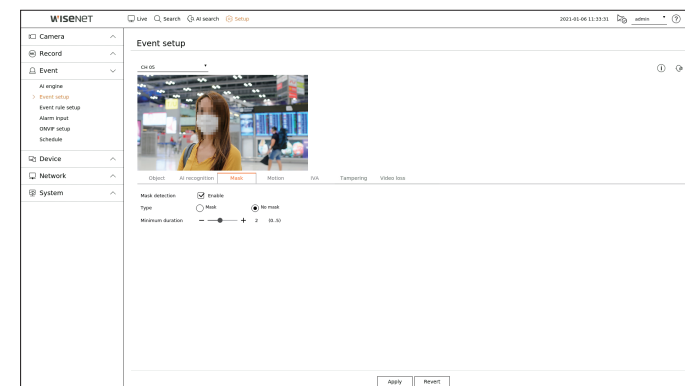 WISENET
Live Search AI search Setup
2021-01-06 11:33:31 admin
Camera
Record
Event
AI engine
> Event setup
Event rule setup
Alarm input
ONVIF setup
Schedule
Device
Network
System
Event setup
CH 05
Object AI recogntion Mask Motion IVA Tampering Video loss
Mask detection Enable
Type Mask No mask
Minimum duration 2
Apply Revert